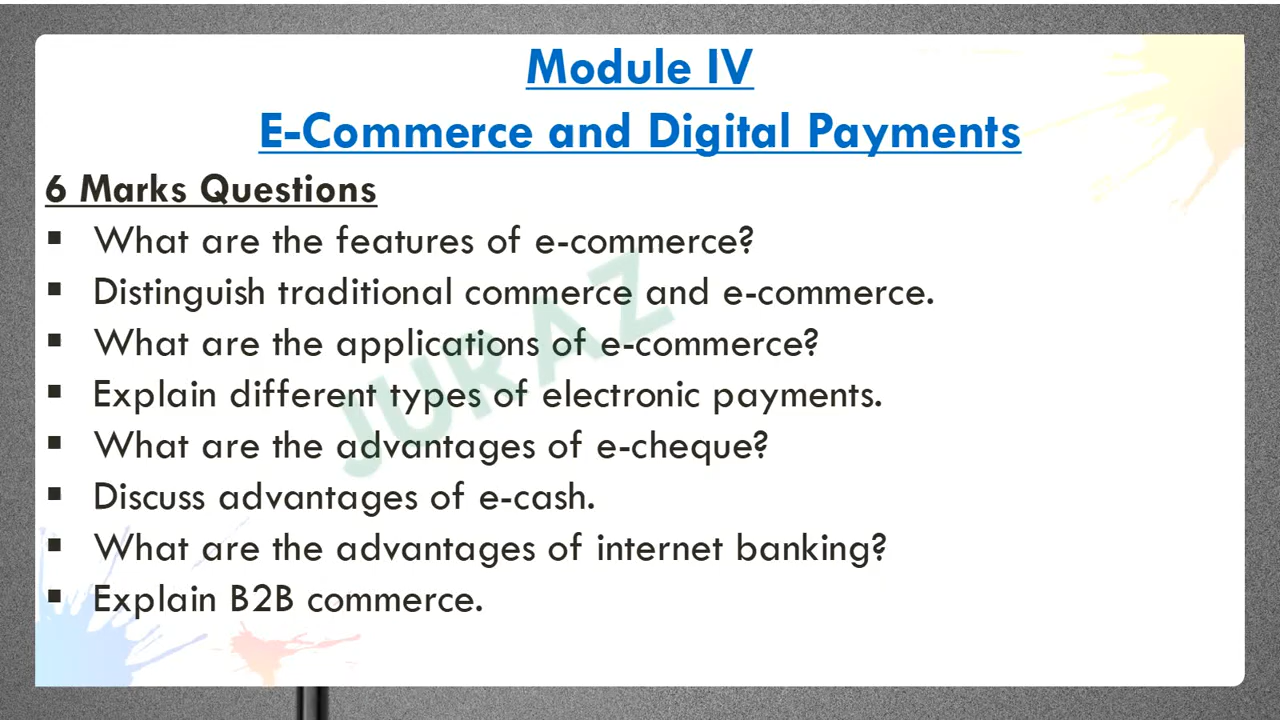 Module IV
E-Commerce and Digital Payments
6 Marks Questions
▪ What are the features of e-commerce?
▪ Distinguish traditional commerce and e-commerce.
▪ What are the applications of e-commerce?
▪ Explain different types of electronic payments.
▪ What are the advantages of e-cheque?
▪ Discuss advantages of e-cash.
▪ What are the advantages of internet banking?
▪ Explain B2B commerce.
JURAZ